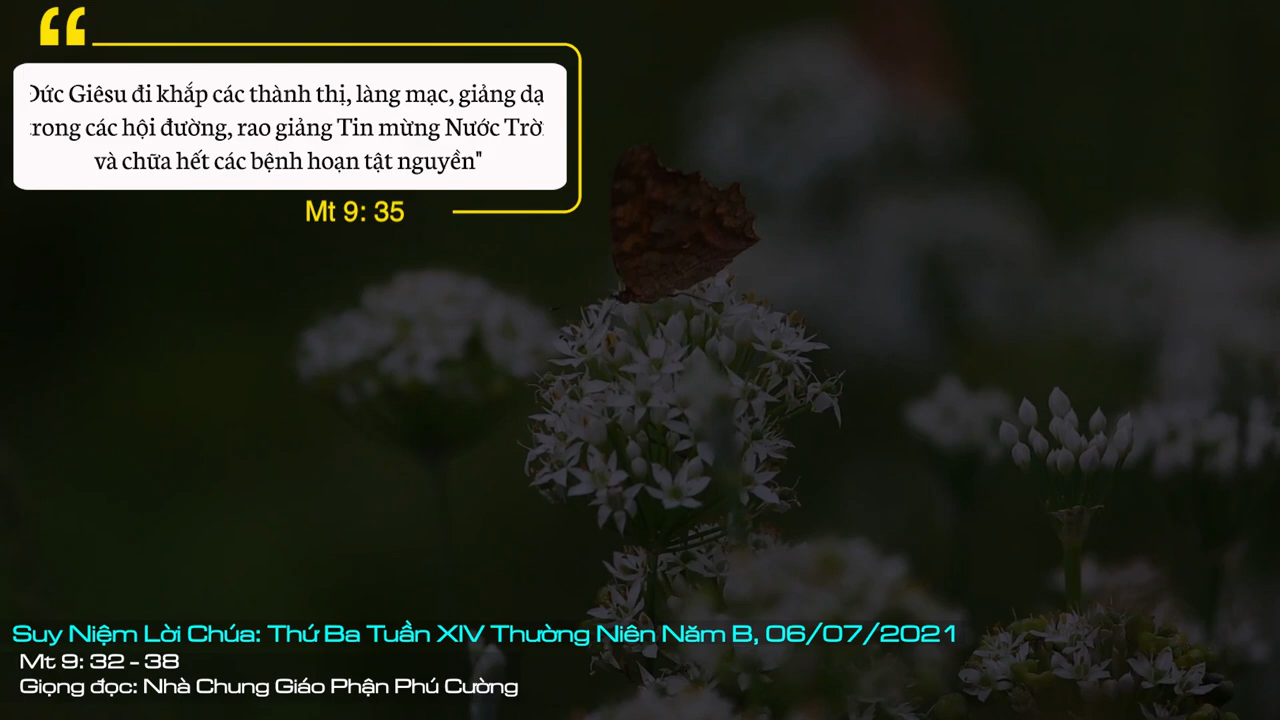 “
Đức Giêsu đi khắp các thành thị, làng mạc, giảng dạ
trong các hội đường, rao giảng Tin mừng Nước Trời
và chữa hết các bệnh hoạn tật nguyền"
Mt 9: 35
Suy Niệm Lời Chúa: Thứ Ba Tuần XIV Thường Niên Năm B, 06/07/2021
Mt 9: 32 - 38
Giọng đọc: Nhà Chung Giáo Phận Phú Cường